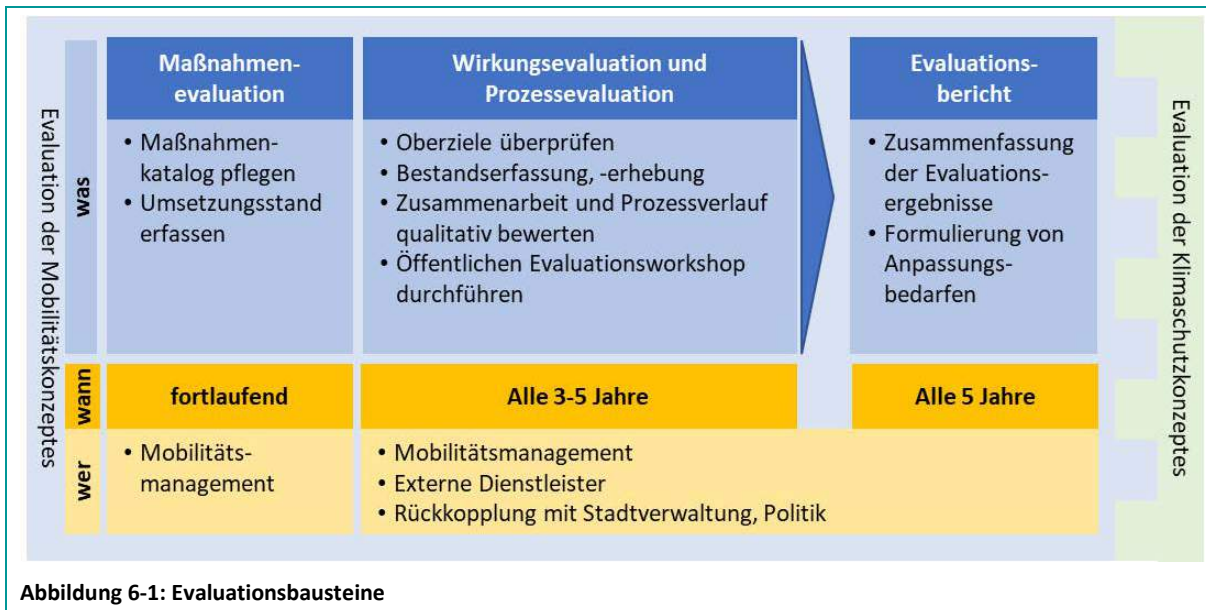 Evaluation der Mobilitätskonzeptes
was
Maßnahmen-
evaluation
• Maßnahmen-
katalog pflegen
• Umsetzungsstand
erfassen
Wirkungsevaluation und
Prozessevaluation
• Oberziele überprüfen
• Bestandserfassung, -erhebung
• Zusammenarbeit und Prozessverlauf
qualitativ bewerten
• Öffentlichen Evaluationsworkshop
durchführen
Evaluations-
bericht
• Zusammenfassung
der Evaluations-
ergebnisse
• Formulierung von
Anpassungs-
bedarfen
wann
fortlaufend
Alle 3-5 Jahre
Alle 5 Jahre
wer
• Mobilitäts-
management
• Mobilitätsmanagement
• Externe Dienstleister
• Rückkopplung mit Stadtverwaltung, Politik
Evaluation der Klimaschutzkonzeptes
Abbildung 6-1: Evaluationsbausteine